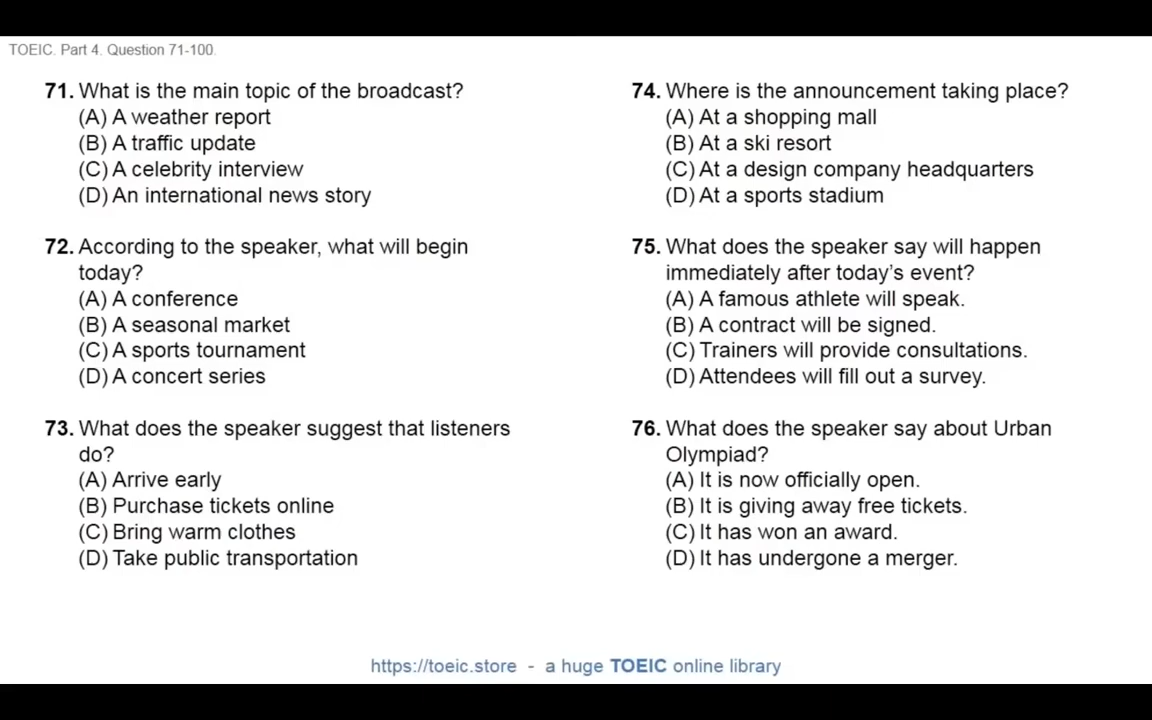 TOEIC. Part 4. Question 71-100.
71. What is the main topic of the broadcast?
(A) A weather report
(B) A traffic update
(C) A celebrity interview
(D) An international news story
72. According to the speaker, what will begin
today?
(A) A conference
(B) A seasonal market
(C) A sports tournament
(D) A concert series
73. What does the speaker suggest that listeners
do?
(A) Arrive early
(B) Purchase tickets online
(C) Bring warm clothes
(D) Take public transportation
74. Where is the announcement taking place?
(A) At a shopping mall
(B) At a ski resort
(C) At a design company headquarters
(D) At a sports stadium
75. What does the speaker say will happen
immediately after today’s event?
(A) A famous athlete will speak.
(B) A contract will be signed.
(C) Trainers will provide consultations.
(D) Attendees will fill out a survey.
76. What does the speaker say about Urban
Olympiad?
(A) It is now officially open.
(B) It is giving away free tickets.
(C) It has won an award.
(D) It has undergone a merger.
https://toeic.store - a huge TOEIC online library